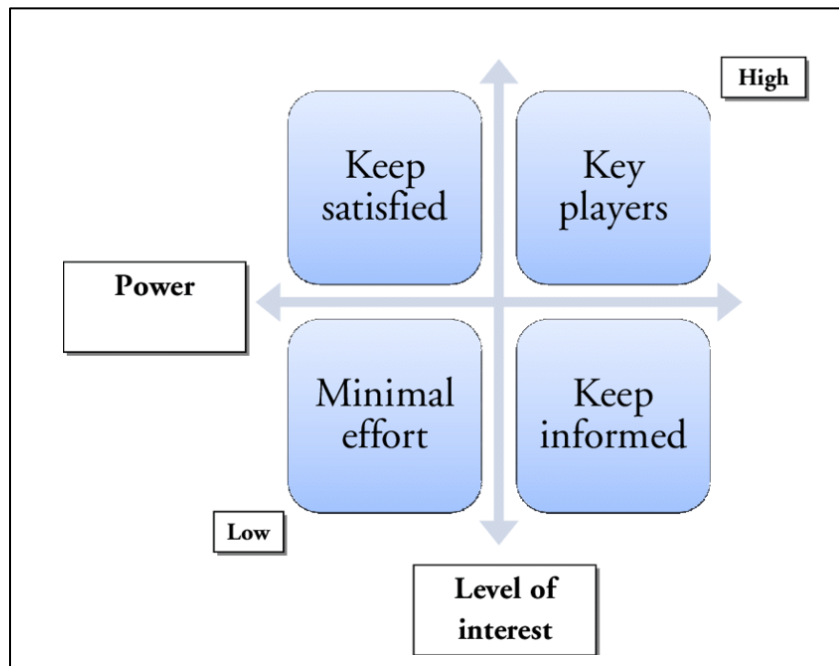 High
Keep
satisfied
Key
players
Power
Minimal
effort
Keep
informed
Low
Level of
interest